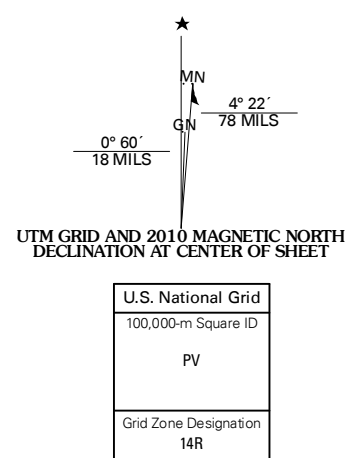 ★
MN
4° 22´
78 MILS
GN
0° 60´
18 MILS
UTM GRID AND 2010 MAGNETIC NORTH
DECLINATION AT CENTER OF SHEET
U.S. National Grid
100,000-m Square ID
PV
Grid Zone Designation
14R